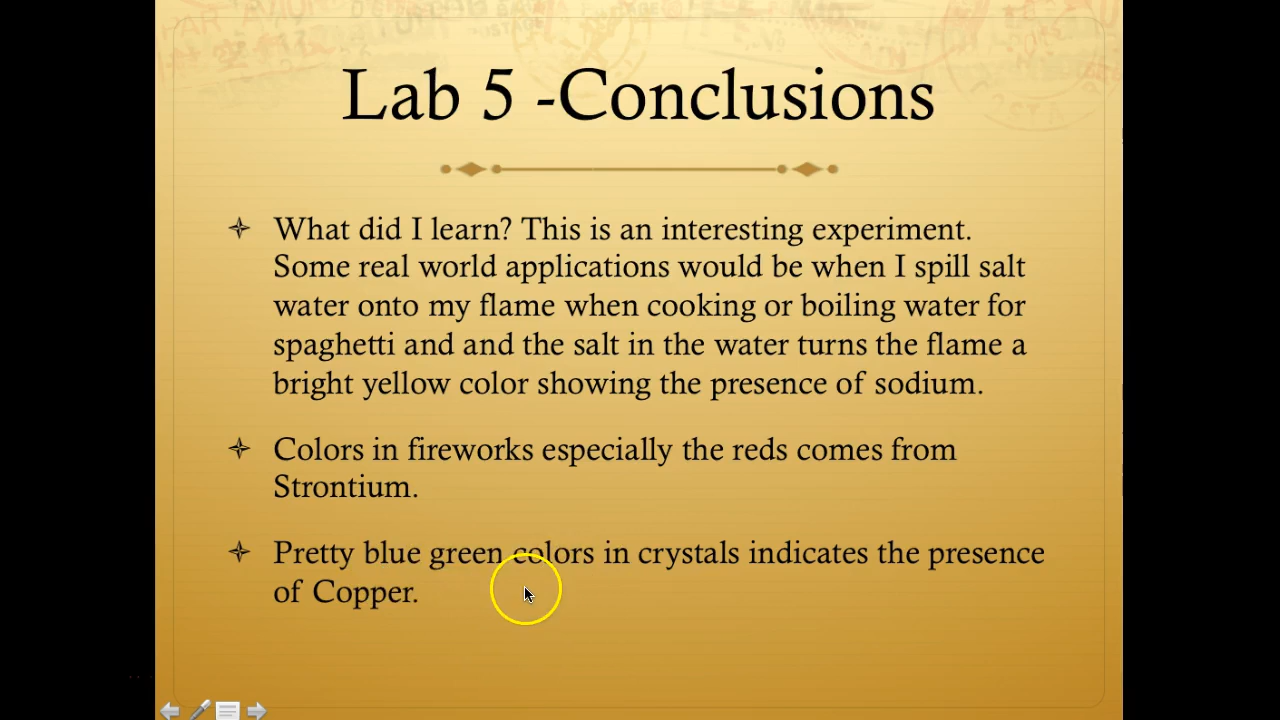 Lab 5 -Conclusions
What did I learn? This is an interesting experiment.
Some real world applications would be when I spill salt
water onto my flame when cooking or boiling water for
spaghetti and and the salt in the water turns the flame a
bright yellow color showing the presence of sodium.
Colors in fireworks especially the reds comes from
Strontium.
Pretty blue green colors in crystals indicates the presence
of Copper.